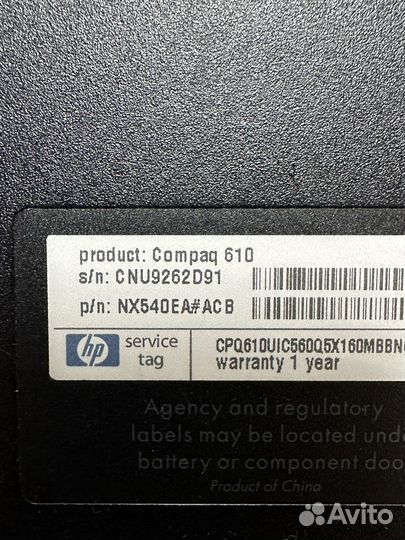 product: Compaq 610
s/n: CNU9262D91
p/n: NX540EA#ACB
hp
service
tag
CPQ610UIC560Q5X160MBBN
warranty 1 year
Agency and regulatory
labels may be located unde
battery or component doo
Product of China
Avito